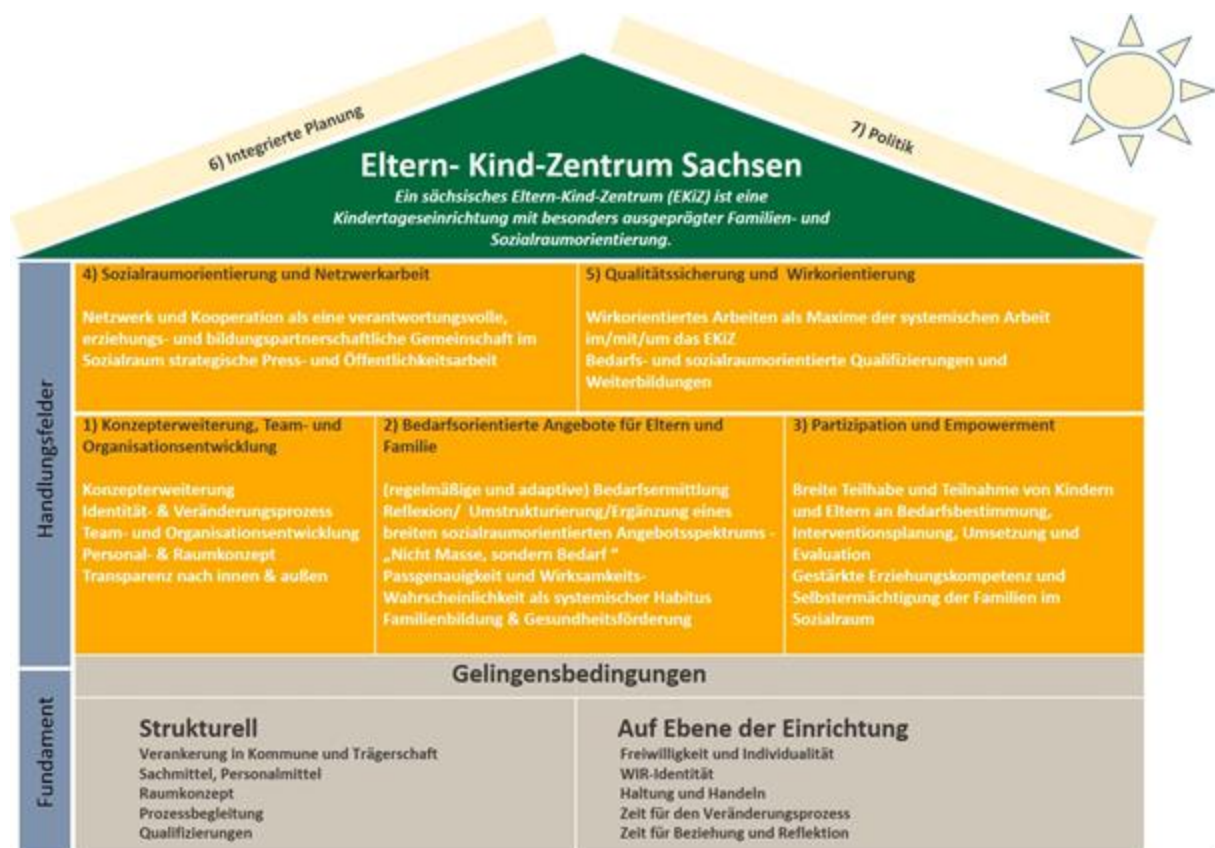 6) Integrierte Planung
7) Politik
Eltern- Kind-Zentrum Sachsen
Ein sächsisches Eltern-Kind-Zentrum (EKiZ) ist eine
Kindertageseinrichtung mit besonders ausgeprägter Familien- und
Sozialraumorientierung.
Handlungsfelder
4) Sozialraumorientierung und Netzwerkarbeit
Netzwerk und Kooperation als eine verantwortungsvolle,
erziehungs- und bildungspartnerschaftliche Gemeinschaft im
Sozialraum strategische Press- und Öffentlichkeitsarbeit
5) Qualitätssicherung und Wirkorientierung
Wirkorientiertes Arbeiten als Maxime der systemischen Arbeit
im/mit/um das EKiZ
Bedarfs- und sozialraumorientierte Qualifizierungen und
Weiterbildungen
1) Konzepterweiterung, Team- und
Organisationsentwicklung
Konzepterweiterung
Identität- & Veränderungsprozess
Team- und Organisationsentwicklung
Personal- & Raumkonzept
Transparenz nach innen & außen
2) Bedarfsorientierte Angebote für Eltern und
Familie
(regelmäßige und adaptive) Bedarfsermittlung
Reflexion/ Umstrukturierung/Ergänzung eines
breiten sozialraumorientierten Angebotsspektrums -
„Nicht Masse, sondern Bedarf “
Passgenauigkeit und Wirksamkeits-
Wahrscheinlichkeit als systemischer Habitus
Familienbildung & Gesundheitsförderung
3) Partizipation und Empowerment
Breite Teilhabe und Teilnahme von Kindern
und Eltern an Bedarfsbestimmung,
Interventionsplanung, Umsetzung und
Evaluation
Gestärkte Erziehungskompetenz und
Selbstermächtigung der Familien im
Sozialraum
Fundament
Gelingensbedingungen
Strukturell
Verankerung in Kommune und Trägerschaft
Sachmittel, Personalmittel
Raumkonzept
Prozessbegleitung
Qualifizierungen
Auf Ebene der Einrichtung
Freiwilligkeit und Individualität
WIR-Identität
Haltung und Handeln
Zeit für den Veränderungsprozess
Zeit für Beziehung und Reflektion